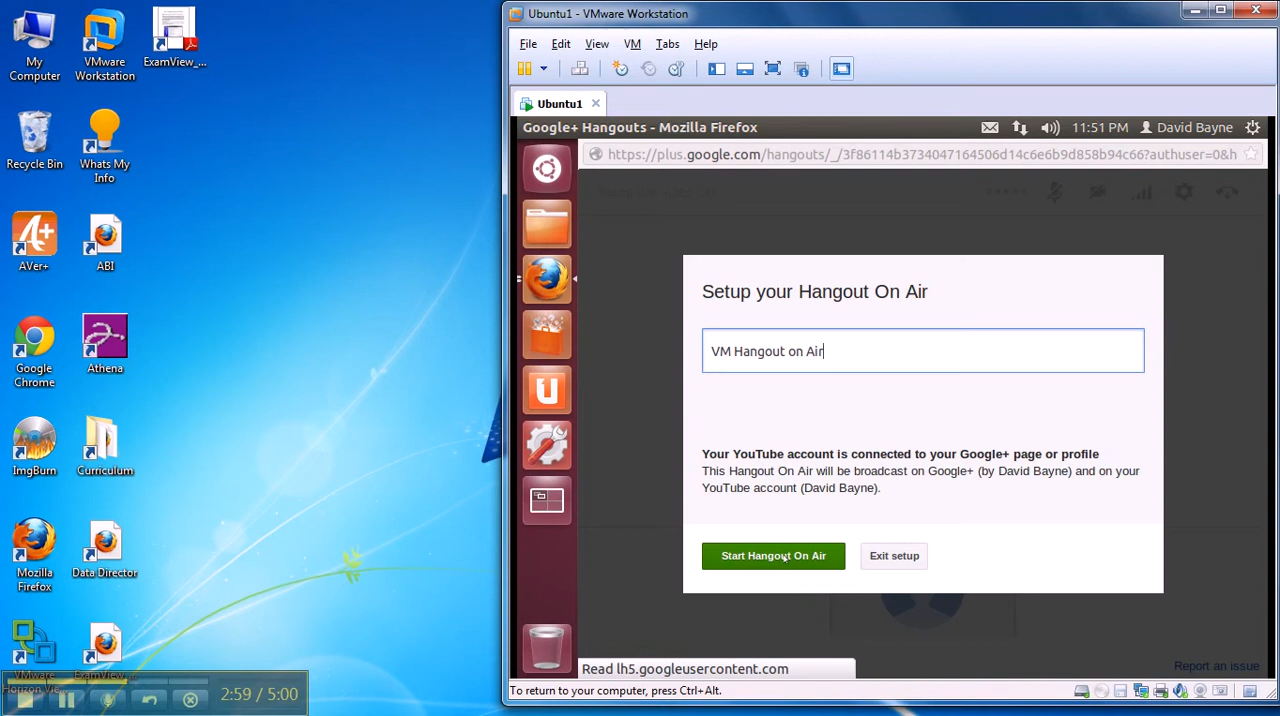 My
Computer
VMware
Workstation
ExamView_...
Recycle Bin
Whats My
Info
AVer+
ABI
Google
Chrome
Athena
ImgBurn
Curriculum
Mozilla
Firefox
Data Director
VMware
Horizon Vie...
ExamView_...
2:59 / 5:00
Ubuntu1 - VMware Workstation
File Edit View VM Tabs Help
Ubuntu1
Google+ Hangouts - Mozilla Firefox
11:51 PM David Bayne
https://plus.google.com/hangouts/_/3f86114b3734047164506d14c6e6b9d858b94c66?authuser=0&h
Setup your Hangout On Air
VM Hangout on Air
Your YouTube account is connected to your Google+ page or profile
This Hangout On Air will be broadcast on Google+ (by David Bayne) and on your
YouTube account (David Bayne).
Start Hangout On Air
Exit setup
Report an issue
Read lh5.googleusercontent.com
To return to your computer, press Ctrl+Alt.